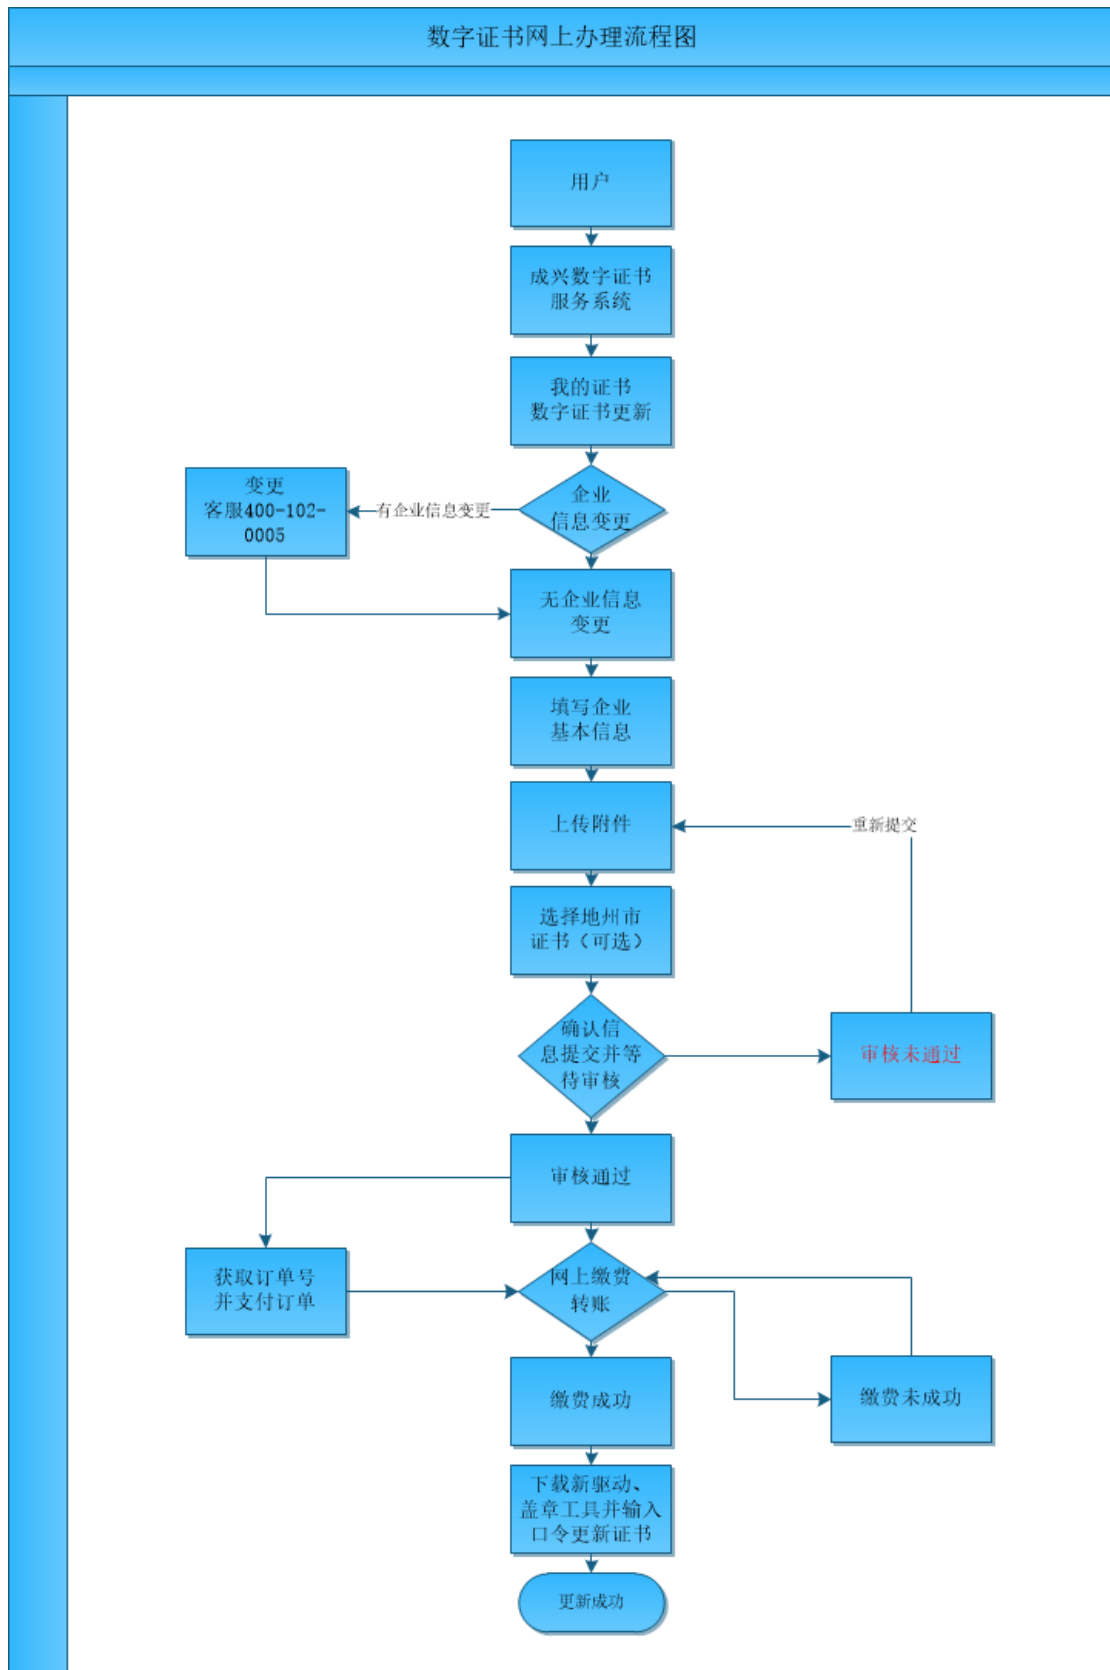 数字证书网上办理流程图
用户
成兴数字证书
服务系统
我的证书
数字证书更新
企业
信息变更
有企业信息变更
变更
客服400-102-
0005
无企业信息
变更
填写企业
基本信息
上传附件
重新提交
选择地州市
证书（可选）
确认信
息提交并等
待审核
审核未通过
审核通过
获取订单号
并支付订单
网上缴费
转账
缴费成功
缴费未成功
下载新驱动、
盖章工具并输入
口令更新证书
更新成功